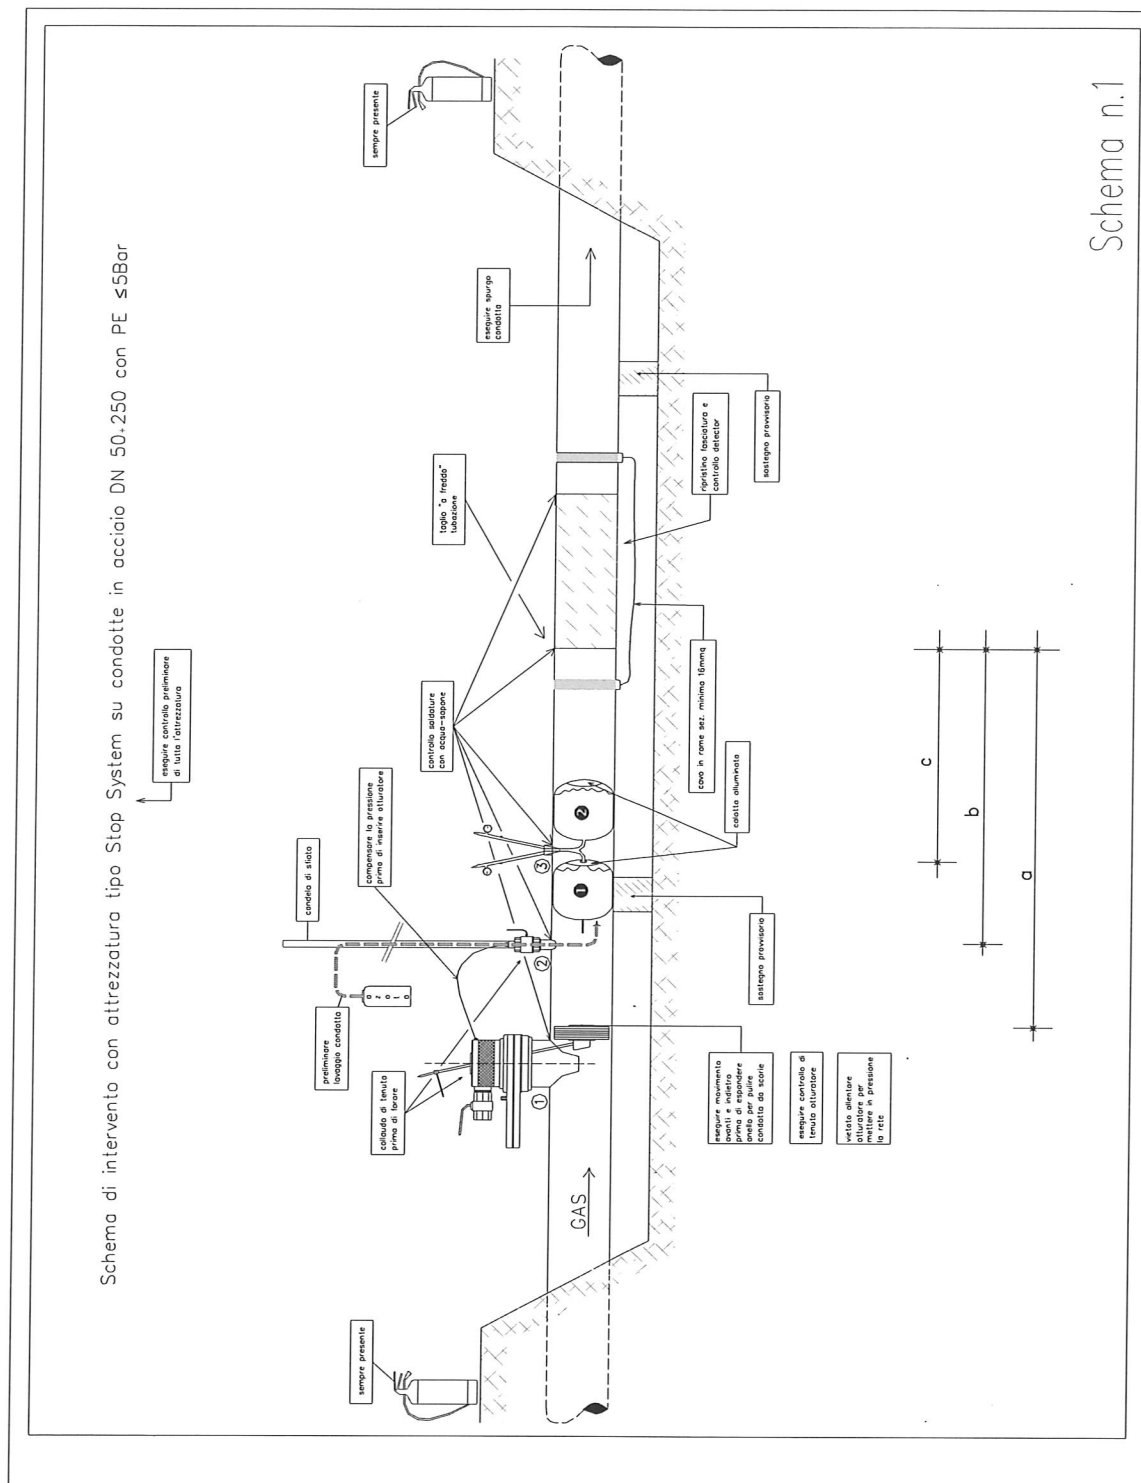 Schema di intervento con attrezzatura tipo Stop System su condotte in acciaio DN 50÷250 con PE ≤5Bar
eseguire controllo preliminare
di tutta l'attrezzatura
sempre presente
sempre presente
candela di sfiato
preliminare
lavaggio condotta
azoto
compensare la pressione
prima di inserire otturatore
collaudo di tenuta
prima di forare
controllo saldature
con acqua-sapone
taglio "a freddo"
tubazione
eseguire spurgo
condotta
GAS
1
2
3
1
2
sostegno provvisorio
calotta alluminata
cavo in rame sez. minima 16mmq
ripristino fasciatura e
controllo detector
sostegno provvisorio
eseguire movimento
avanti e indietro
prima di espandere
anello per pulire
condotta da scorie
eseguire controllo di
tenuta otturatore
vietato allentare
otturatore per
mettere in pressione
la rete
c
b
a
Schema n.1